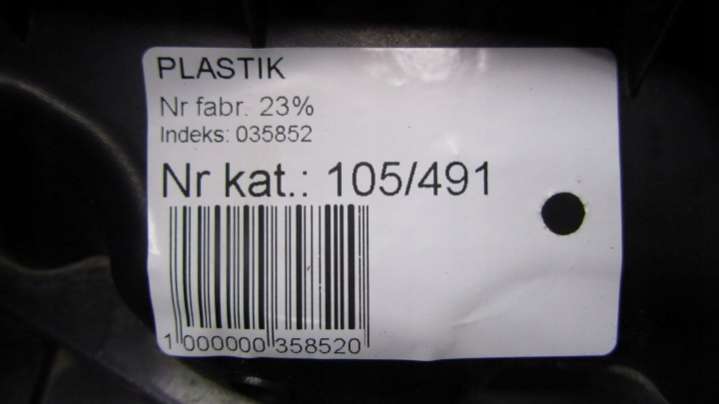 PLASTIK
Nr fabr. 23%
Indeks: 035852
Nr kat.: 105/491
1 000000 358520